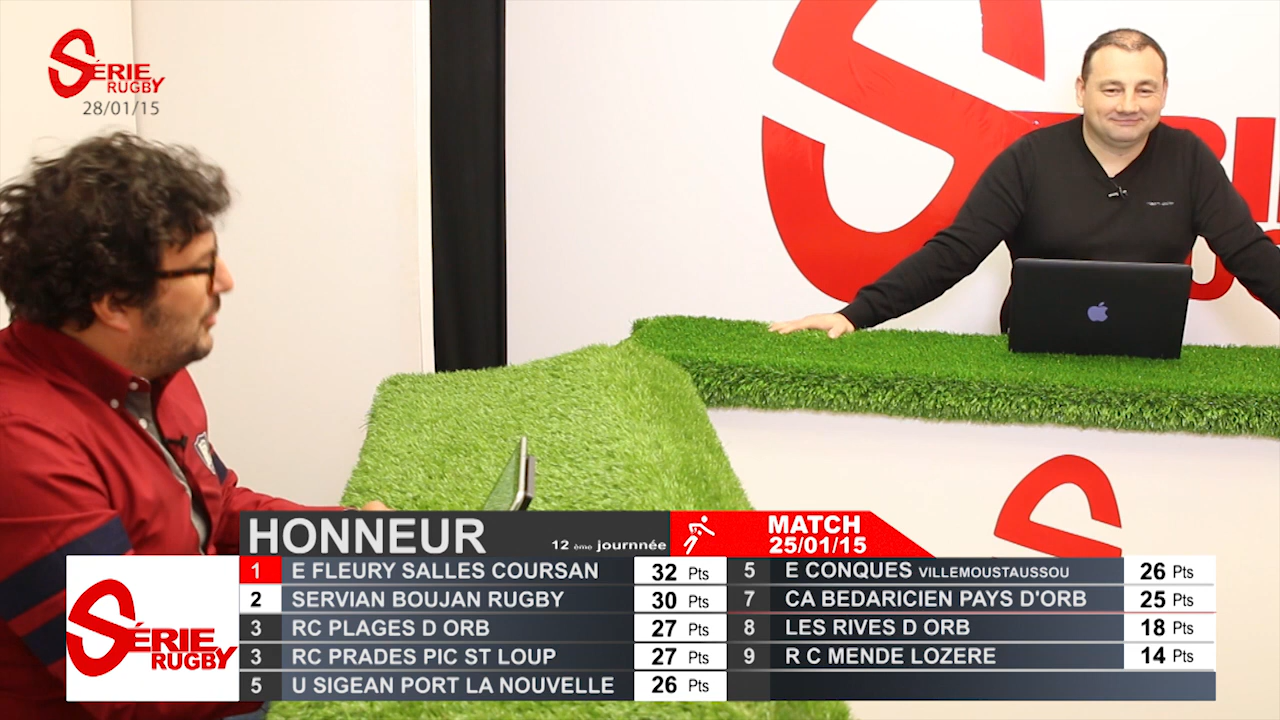 SÉRIE
RUGBY
28/01/15
HONNEUR 12 ème journnée
MATCH
25/01/15
1 E FLEURY SALLES COURSAN 32 Pts
2 SERVIAN BOUJAN RUGBY 30 Pts
3 RC PLAGES D ORB 27 Pts
3 RC PRADES PIC ST LOUP 27 Pts
5 U SIGEAN PORT LA NOUVELLE 26 Pts
5 E CONQUES VILLEMOUSTAUSSOU 26 Pts
7 CA BEDARICIEN PAYS D'ORB 25 Pts
8 LES RIVES D ORB 18 Pts
9 R C MENDE LOZERE 14 Pts
SÉRIE
RUGBY